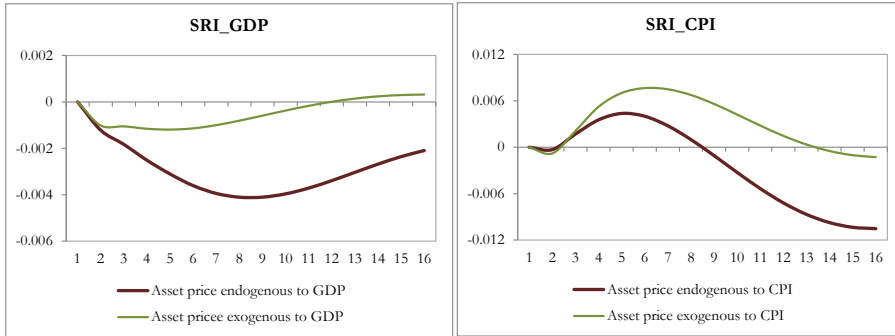 SRI_GDP
0.002
0
-0.002
-0.004
-0.006
1 2 3 4 5 6 7 8 9 10 11 12 13 14 15 16
Asset price endogenous to GDP
Asset pricee exogenous to GDP
SRI_CPI
0.012
0.006
0
-0.006
-0.012
1 2 3 4 5 6 7 8 9 10 11 12 13 14 15 16
Asset price endogenous to CPI
Asset price exogenous to CPI